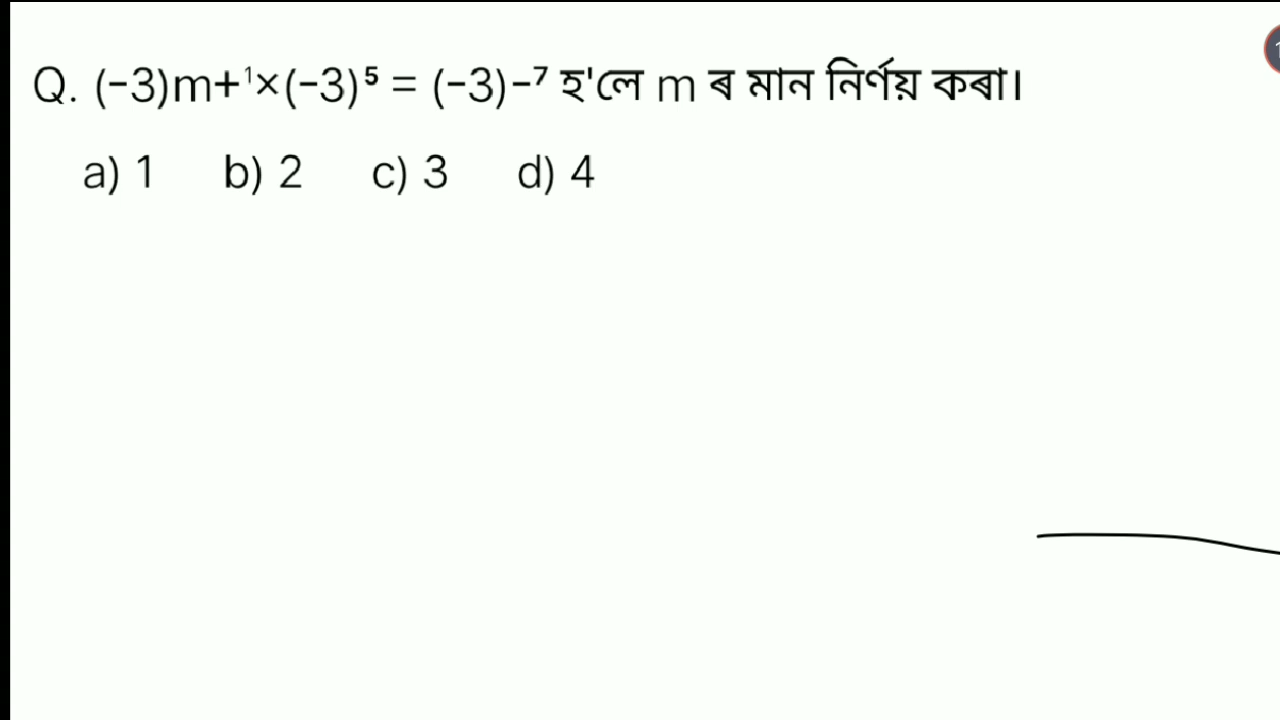 Q. (-3)m+¹×(-3)⁵ = (-3)-⁷ হ'লে m ৰ মান নিৰ্ণয় কৰা।
a) 1 b) 2 c) 3 d) 4